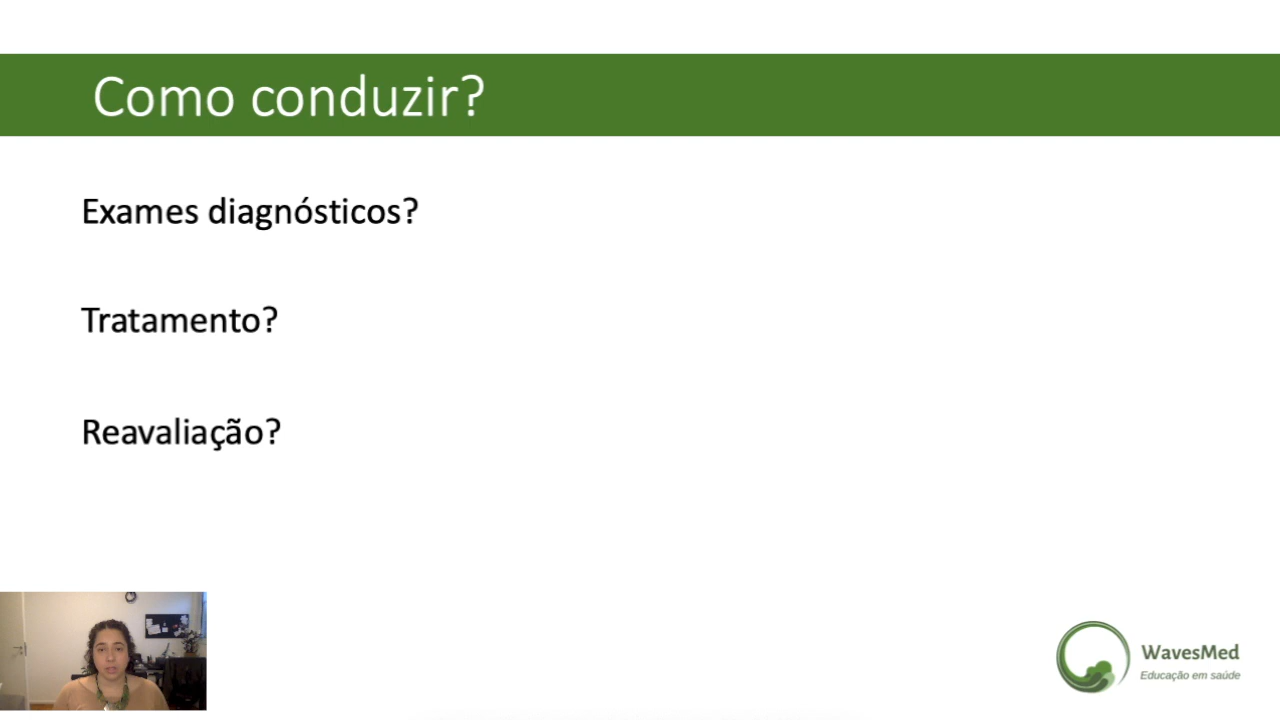 Como conduzir?
Exames diagnósticos?
Tratamento?
Reavaliação?
WavesMed
Educação em saúde